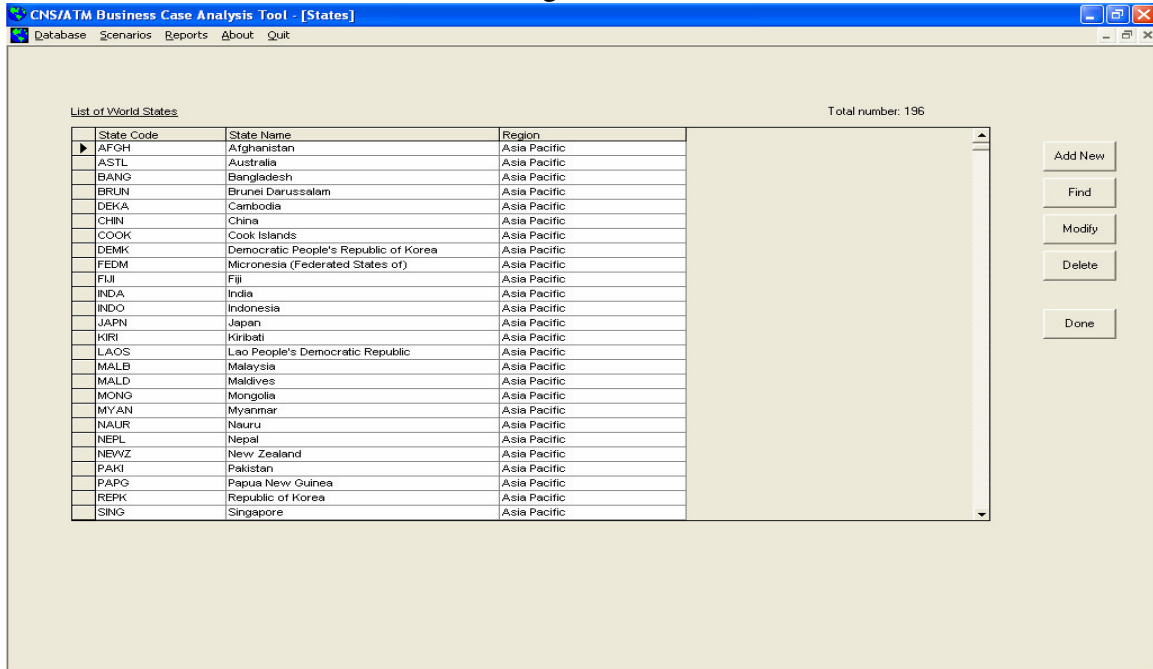 CNS/ATM Business Case Analysis Tool - [States]
Database Scenarios Reports About Quit
List of World States Total number: 196
State Code State Name Region
AFGH Afghanistan Asia Pacific
ASTL Australia Asia Pacific
BANG Bangladesh Asia Pacific
BRUN Brunei Darussalam Asia Pacific
DEKA Cambodia Asia Pacific
CHIN China Asia Pacific
COOK Cook Islands Asia Pacific
DEMK Democratic People's Republic of Korea Asia Pacific
FEDM Micronesia (Federated States of) Asia Pacific
FIJI Fiji Asia Pacific
INDA India Asia Pacific
INDO Indonesia Asia Pacific
JAPN Japan Asia Pacific
KIRI Kiribati Asia Pacific
LAOS Lao People's Democratic Republic Asia Pacific
MALB Malaysia Asia Pacific
MALD Maldives Asia Pacific
MONG Mongolia Asia Pacific
MYAN Myanmar Asia Pacific
NAUR Nauru Asia Pacific
NEPL Nepal Asia Pacific
NEWZ New Zealand Asia Pacific
PAKI Pakistan Asia Pacific
PAPG Papua New Guinea Asia Pacific
REPK Republic of Korea Asia Pacific
SING Singapore Asia Pacific
Add New
Find
Modify
Delete
Done